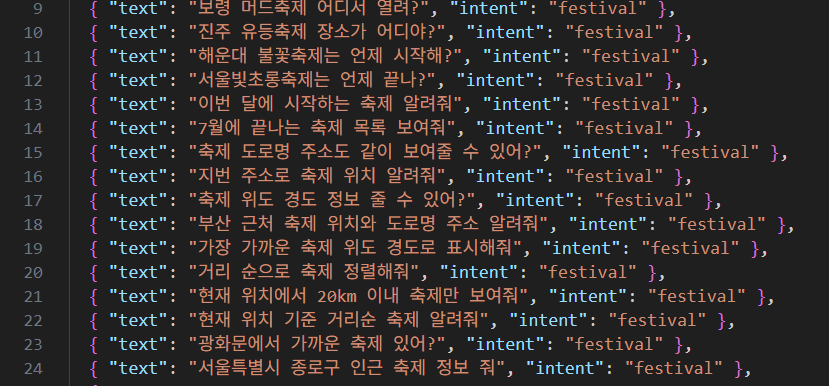 9 { "text": "보령 머드축제 어디서 열려?", "intent": "festival" },
10 { "text": "진주 유등축제 장소가 어디야?", "intent": "festival" },
11 { "text": "해운대 불꽃축제는 언제 시작해?", "intent": "festival" },
12 { "text": "서울빛초롱축제는 언제 끝나?", "intent": "festival" },
13 { "text": "이번 달에 시작하는 축제 알려줘", "intent": "festival" },
14 { "text": "7월에 끝나는 축제 목록 보여줘", "intent": "festival" },
15 { "text": "축제 도로명 주소도 같이 보여줄 수 있어?", "intent": "festival" },
16 { "text": "지번 주소로 축제 위치 알려줘", "intent": "festival" },
17 { "text": "축제 위도 경도 정보 줄 수 있어?", "intent": "festival" },
18 { "text": "부산 근처 축제 위치와 도로명 주소 알려줘", "intent": "festival" },
19 { "text": "가장 가까운 축제 위도 경도로 표시해줘", "intent": "festival" },
20 { "text": "거리 순으로 축제 정렬해줘", "intent": "festival" },
21 { "text": "현재 위치에서 20km 이내 축제만 보여줘", "intent": "festival" },
22 { "text": "현재 위치 기준 거리순 축제 알려줘", "intent": "festival" },
23 { "text": "광화문에서 가까운 축제 있어?", "intent": "festival" },
24 { "text": "서울특별시 종로구 인근 축제 정보 줘", "intent": "festival" },